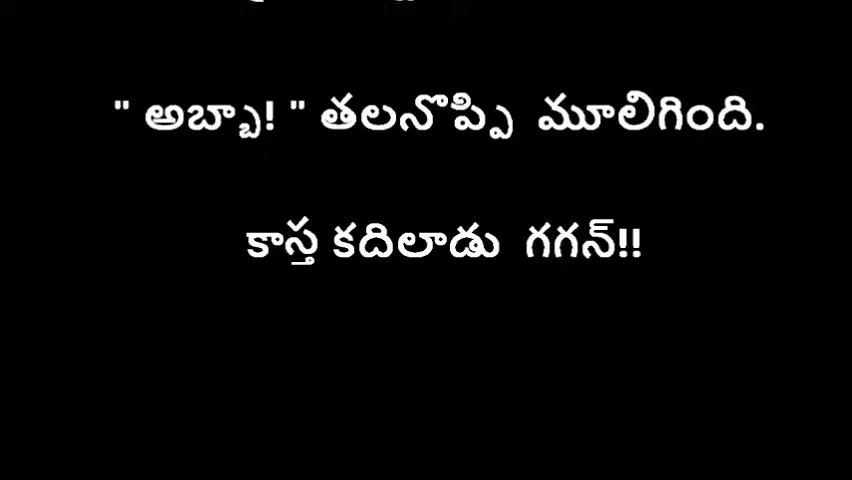 " అబ్బా! " తలనొప్పి మూలిగింది.
కాస్త కదిలాడు గగన్!!